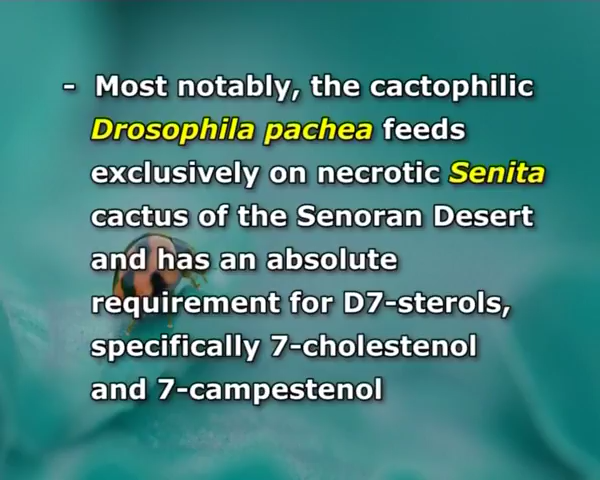 - Most notably, the cactophilic
Drosophila pachea feeds
exclusively on necrotic Senita
cactus of the Senoran Desert
and has an absolute
requirement for D7-sterols,
specifically 7-cholestenol
and 7-campestenol